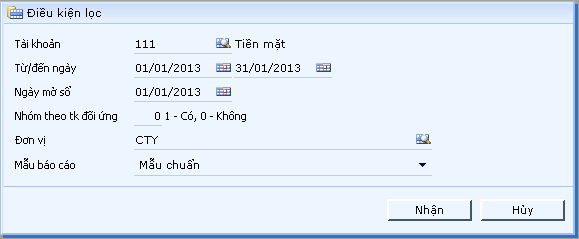 Điều kiện lọc
Tài khoản 111 Tiền mặt
Từ/đến ngày 01/01/2013 31/01/2013
Ngày mở sổ 01/01/2013
Nhóm theo tk đối ứng 0 1 - Có, 0 - Không
Đơn vị CTY
Mẫu báo cáo Mẫu chuẩn
Nhận Hủy